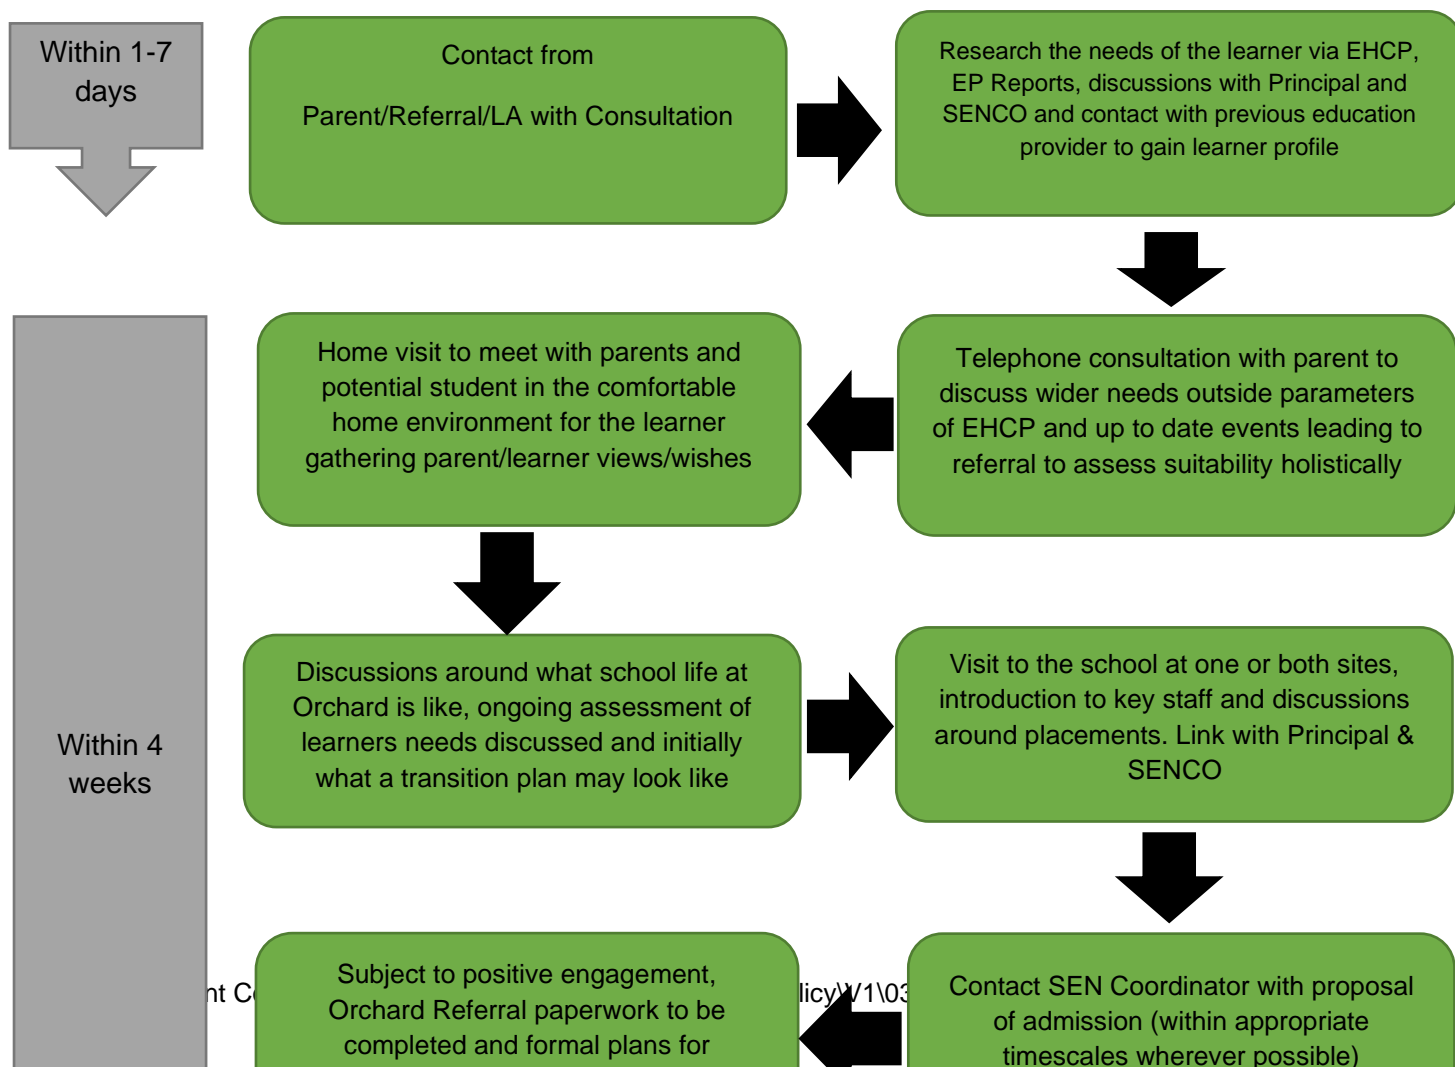 Within 1-7
days
Contact from
Parent/Referral/LA with Consultation
Research the needs of the learner via EHCP,
EP Reports, discussions with Principal and
SENCO and contact with previous education
provider to gain learner profile
Telephone consultation with parent to
discuss wider needs outside parameters
of EHCP and up to date events leading to
referral to assess suitability holistically
Home visit to meet with parents and
potential student in the comfortable
home environment for the learner
gathering parent/learner views/wishes
Within 4
weeks
Discussions around what school life at
Orchard is like, ongoing assessment of
learners needs discussed and initially
what a transition plan may look like
Visit to the school at one or both sites,
introduction to key staff and discussions
around placements. Link with Principal &
SENCO
Contact SEN Coordinator with proposal
of admission (within appropriate
timescales wherever possible)
Subject to positive engagement,
Orchard Referral paperwork to be
completed and formal plans for